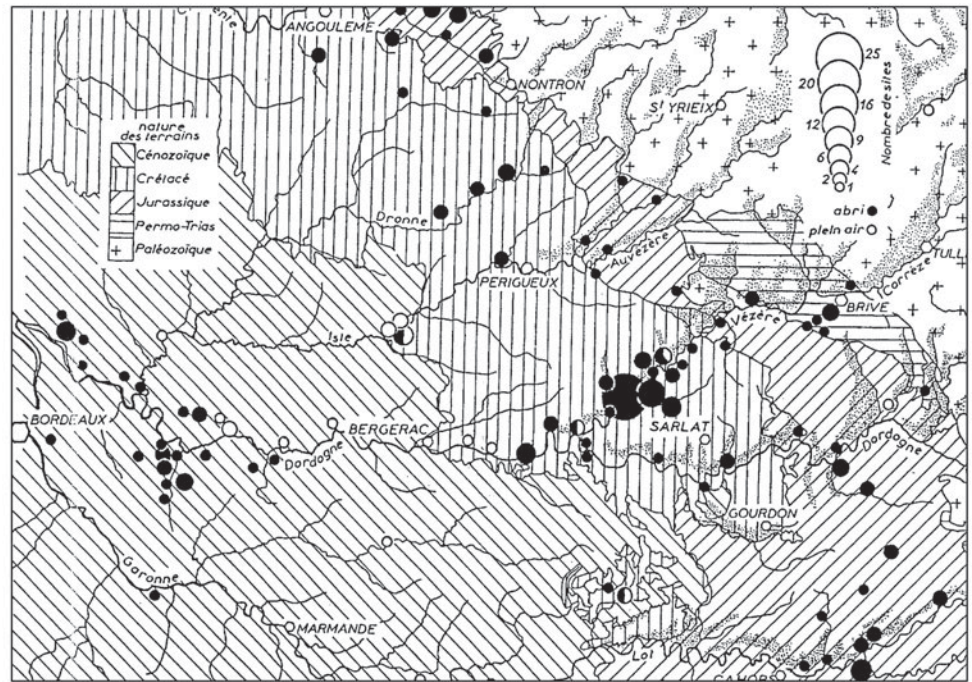 ANGOULEME
NONTRON
St YRIEIX
25
20
16
12
9
6
4
2
1
Nombre de sites
abri
plein air
nature
des terrains
Cénozoïque
Crétacé
Jurassique
Permo-Trias
Paléozoïque
Dronne
Auvézère
PERIGUEUX
Corrèze
TULL
BRIVE
Vézère
Isle
BORDEAUX
BERGERAC
Dordogne
SARLAT
Dordogne
GOURDON
Garonne
MARMANDE
Lot
CAHORS